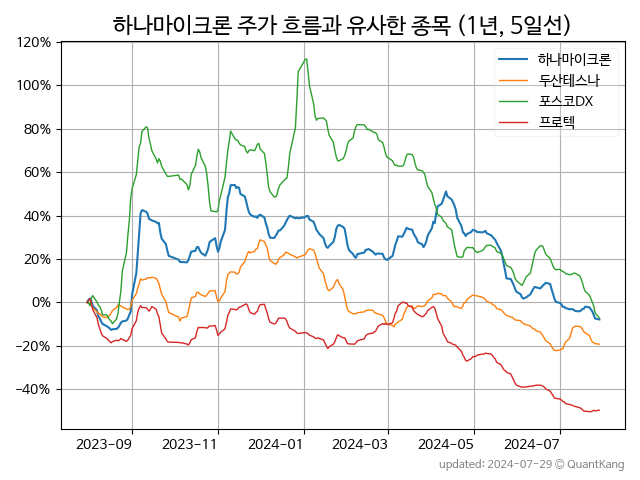 하나마이크론 주가 흐름과 유사한 종목 (1년, 5일선)
120%
100%
80%
60%
40%
20%
0%
−20%
−40%
하나마이크론
두산테스나
포스코DX
프로텍
2023-09
2023-11
2024-01
2024-03
2024-05
2024-07
updated: 2024-07-29 © QuantKang